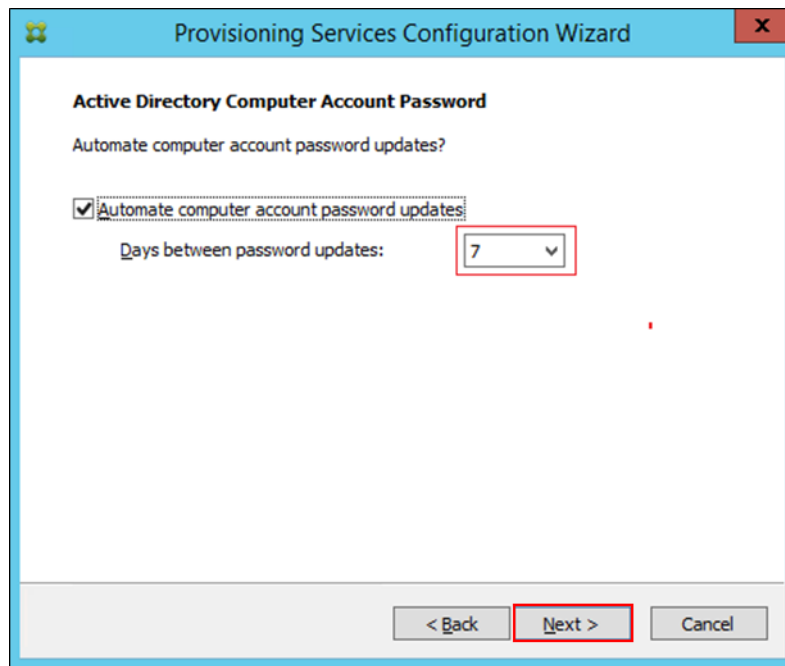 Provisioning Services Configuration Wizard
x
Active Directory Computer Account Password
Automate computer account password updates?
Automate computer account password updates
Days between password updates:
7
< Back
Next >
Cancel